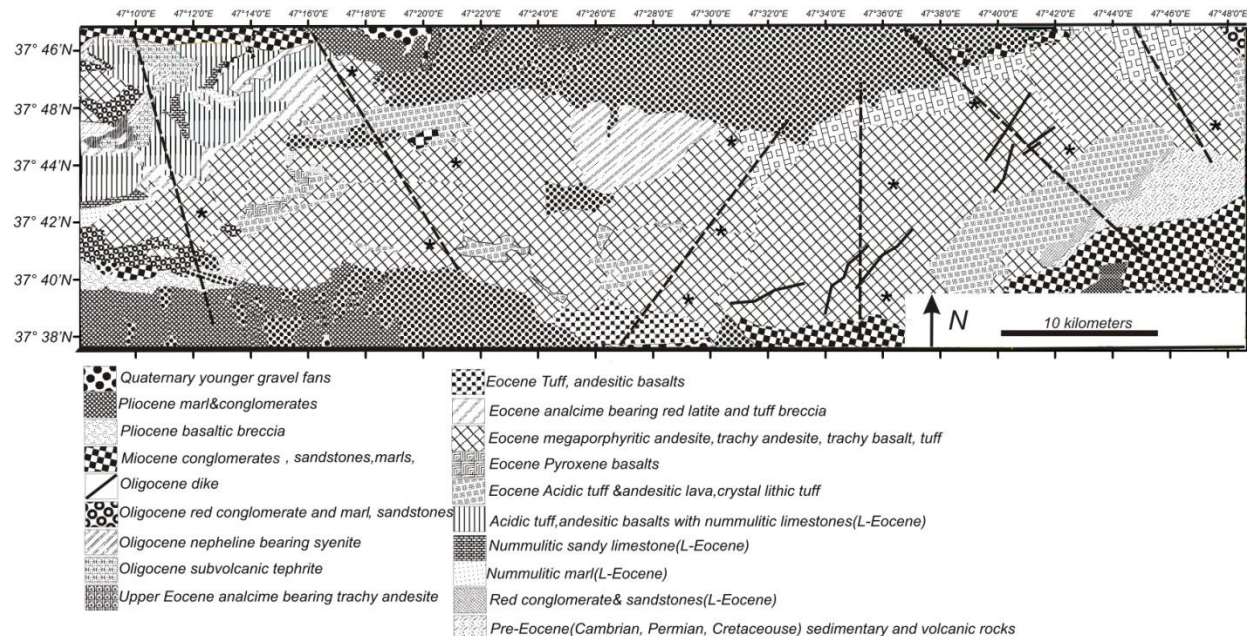 47°10'0"E 47°12'0"E 47°14'0"E 47°16'0"E 47°18'0"E 47°20'0"E 47°22'0"E 47°24'0"E 47°26'0"E 47°28'0"E 47°30'0"E 47°32'0"E 47°34'0"E 47°36'0"E 47°38'0"E 47°40'0"E 47°42'0"E 47°44'0"E 47°46'0"E 47°48'0"E
37° 46'N
37° 48'N
37° 44'N
37° 42'N
37° 40'N
37° 38'N
N
10 kilometers
Quaternary younger gravel fans
Pliocene marl&conglomerates
Pliocene basaltic breccia
Miocene conglomerates , sandstones,marls,
Oligocene dike
Oligocene red conglomerate and marl, sandstones
Oligocene nepheline bearing syenite
Oligocene subvolcanic tephrite
Upper Eocene analcime bearing trachy andesite
Eocene Tuff, andesitic basalts
Eocene analcime bearing red latite and tuff breccia
Eocene megaporphyritic andesite, trachy andesite, trachy basalt, tuff
Eocene Pyroxene basalts
Eocene Acidic tuff &andesitic lava,crystal lithic tuff
Acidic tuff,andesitic basalts with nummulitic limestones(L-Eocene)
Nummulitic sandy limestone(L-Eocene)
Nummulitic marl(L-Eocene)
Red conglomerate& sandstones(L-Eocene)
Pre-Eocene(Cambrian, Permian, Cretaceouse) sedimentary and volcanic rocks